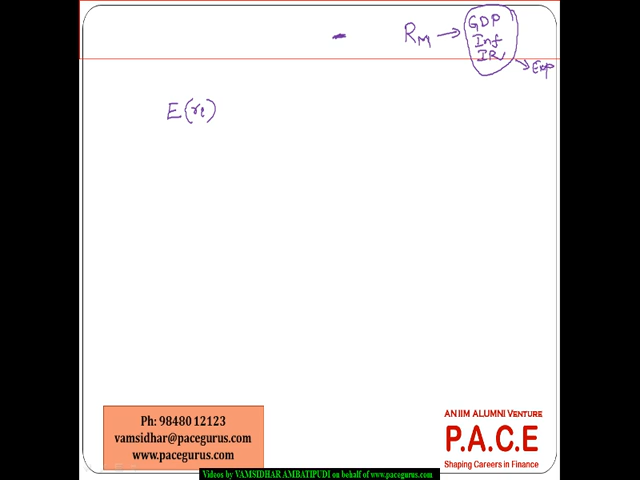 - R_M → GDP
Inf
IR → Exp
E(r_i)
Ph: 98480 12123
vamsidhar@pacegurus.com
www.pacegurus.com
AN IIM ALUMNI VENTURE
P.A.C.E
Shaping Careers in Finance
Videos by VAMSIDHAR AMBATIPUDI on behalf of www.pacegurus.com